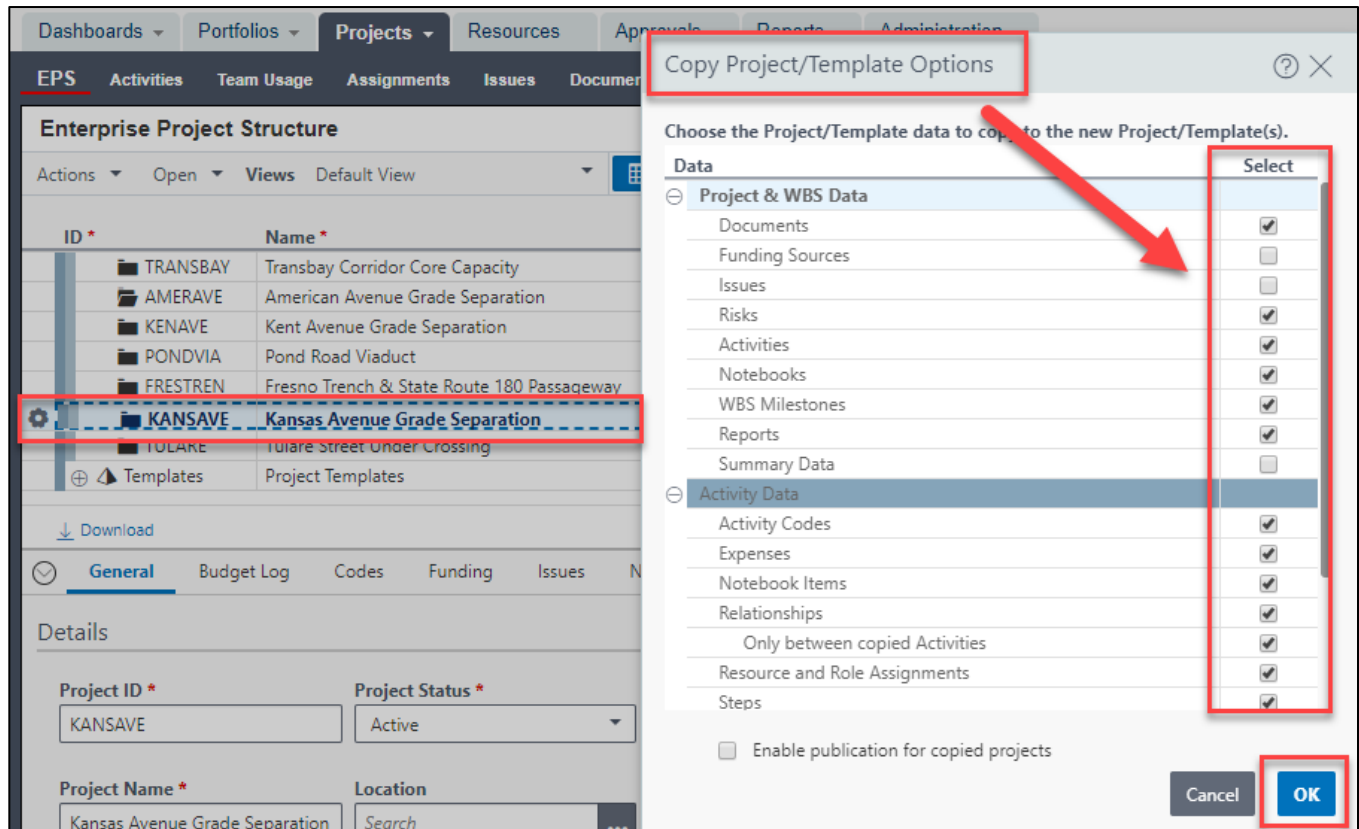 Dashboards Portfolios Projects Resources Approvals Reports Administration
EPS Activities Team Usage Assignments Issues Documen
Enterprise Project Structure
Actions Open Views Default View
ID * Name *
TRANSBAY Transbay Corridor Core Capacity
AMERAVE American Avenue Grade Separation
KENAVE Kent Avenue Grade Separation
PONDVIA Pond Road Viaduct
FRESTREN Fresno Trench & State Route 180 Passageway
KANSAVE Kansas Avenue Grade Separation
TULARE Tulare Street Under Crossing
Templates Project Templates
Download
General Budget Log Codes Funding Issues N
Details
Project ID * Project Status *
KANSAVE Active
Project Name * Location
Kansas Avenue Grade Separation Search ...
Copy Project/Template Options
Choose the Project/Template data to copy to the new Project/Template(s).
Data Select
Project & WBS Data
Documents
Funding Sources
Issues
Risks
Activities
Notebooks
WBS Milestones
Reports
Summary Data
Activity Data
Activity Codes
Expenses
Notebook Items
Relationships
Only between copied Activities
Resource and Role Assignments
Steps
Enable publication for copied projects
Cancel OK